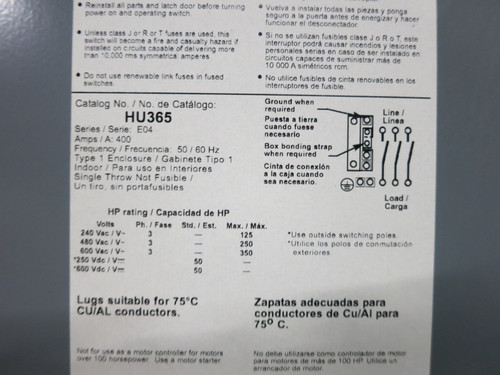 Reinstall all parts and latch door before turning
power on and operating switch.
• Unless class J or R or T fuses are used, this
switch will become a fire and casualty hazard if
installed on circuits capable of delivering more
than 10,000 rms symmetrical amperes.
• Do not use renewable link fuses in fused
switches.
• Vuelva a instalar todas las piezas y ponga
seguro a la puerta antes de energizar y hacer
funcionar el desconectador.
• Si no se utilizan fusibles clase J o R o T, este
interruptor podrá causar incendios y lesiones
personales serias en caso de ser instalado en
circuitos capaces de suministrar más de
10 000 A simétricos rcm.
• No utilice fusibles de cinta renovables en los
interruptores de fusible.
Catalog No. / No. de Catálogo:
HU365
Series / Serie: E04
Amps / A: 400
Frequency / Frecuencia: 50 / 60 Hz
Type 1 Enclosure / Gabinete Tipo 1
Indoor / Para uso en Interiores
Single Throw Not Fusible /
Un tiro, sin portafusibles
Ground when
required
Puesta a tierra
cuando fuese
necesario
Box bonding strap
when required
Cinta de conexión
a la caja cuando
sea necesario.
Line /
Línea
Load /
Carga
HP rating / Capacidad de HP
Volts Ph. / Fase Std. / Est. Max. / Máx.
240 Vac / V~ 3 — 125
480 Vac / V~ 3 — 250
600 Vac / V~ 3 — 350
*250 Vdc / V⎓ 50 —
*600 Vdc / V⎓ 50 —
*Use outside switching poles.
*Utilice los polos de conmutación
exteriores
Lugs suitable for 75°C
CU/AL conductors.
Zapatas adecuadas para
conductores de Cu/Al para
75º C.
Not for use as a motor controller for motors
over 100 horsepower. Use a motor starter.
No debe utilizarse como controlador de motor
para motores de más de 100 HP. Utilice un
arrancador de motor.